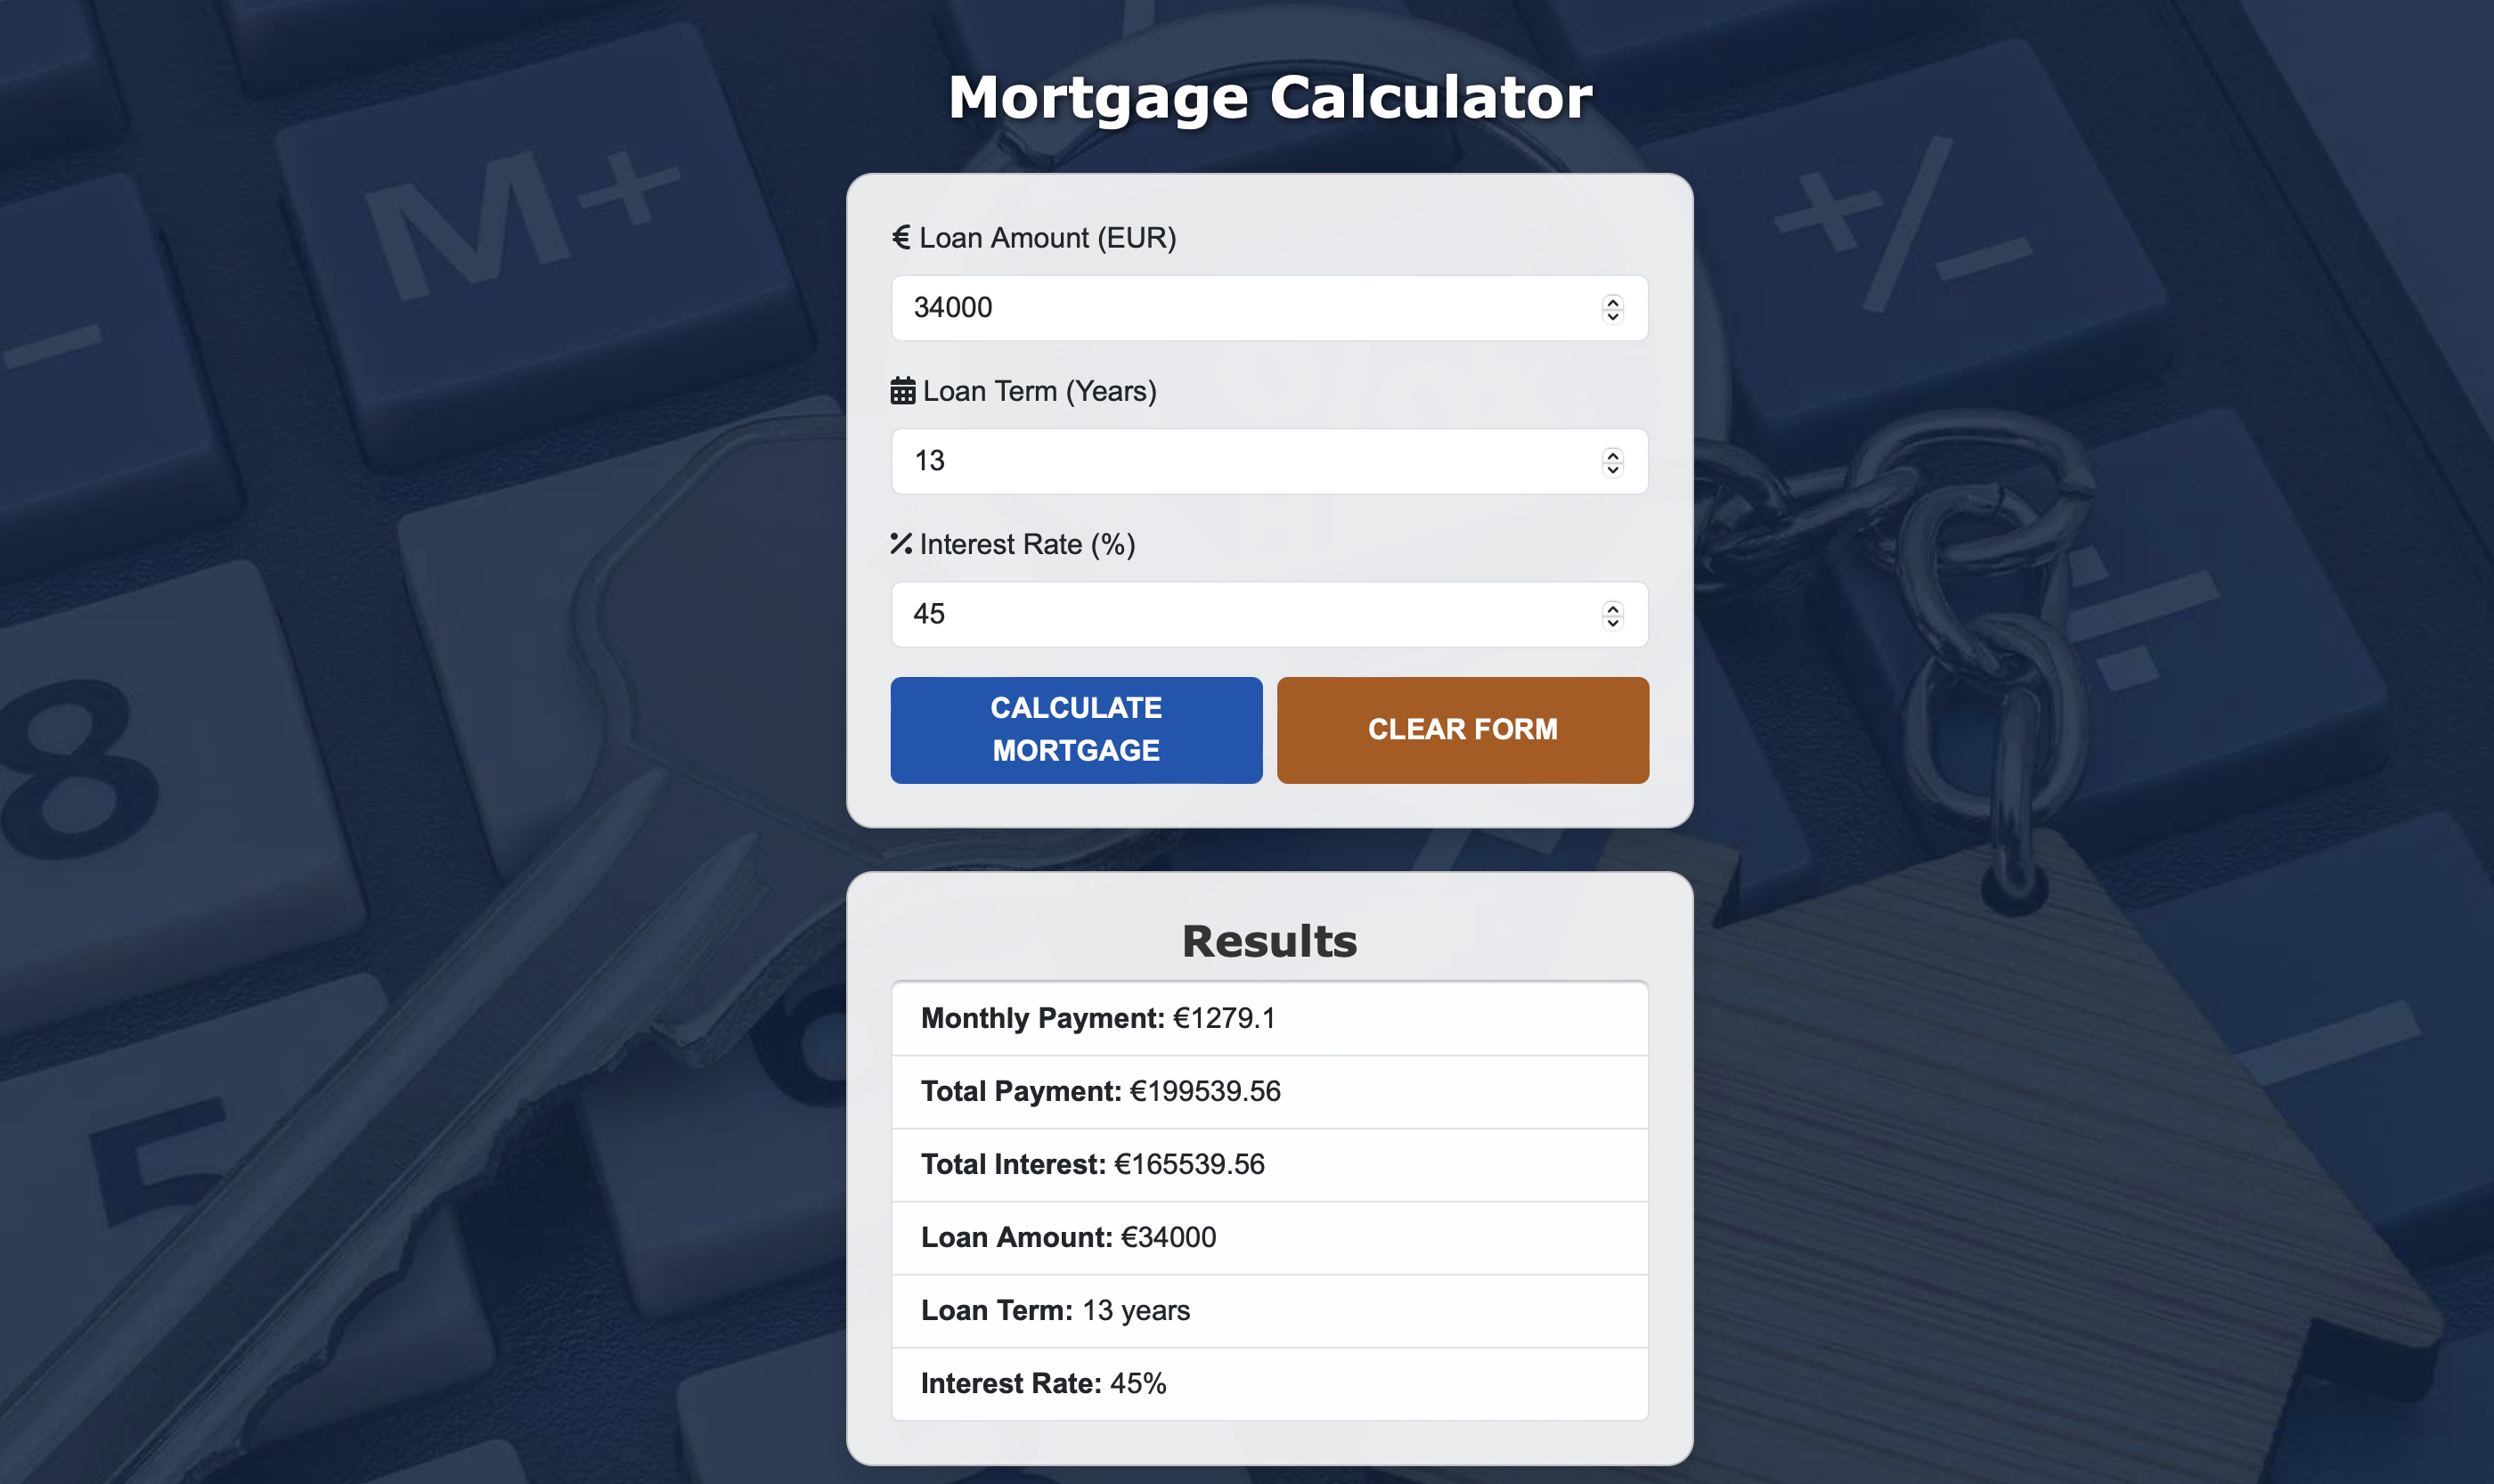 Mortgage Calculator
M+
+/−
−
8
5
6
%
÷
−
€ Loan Amount (EUR)
34000
Loan Term (Years)
13
% Interest Rate (%)
45
CALCULATE
MORTGAGE
CLEAR FORM
Results
Monthly Payment: €1279.1
Total Payment: €199539.56
Total Interest: €165539.56
Loan Amount: €34000
Loan Term: 13 years
Interest Rate: 45%